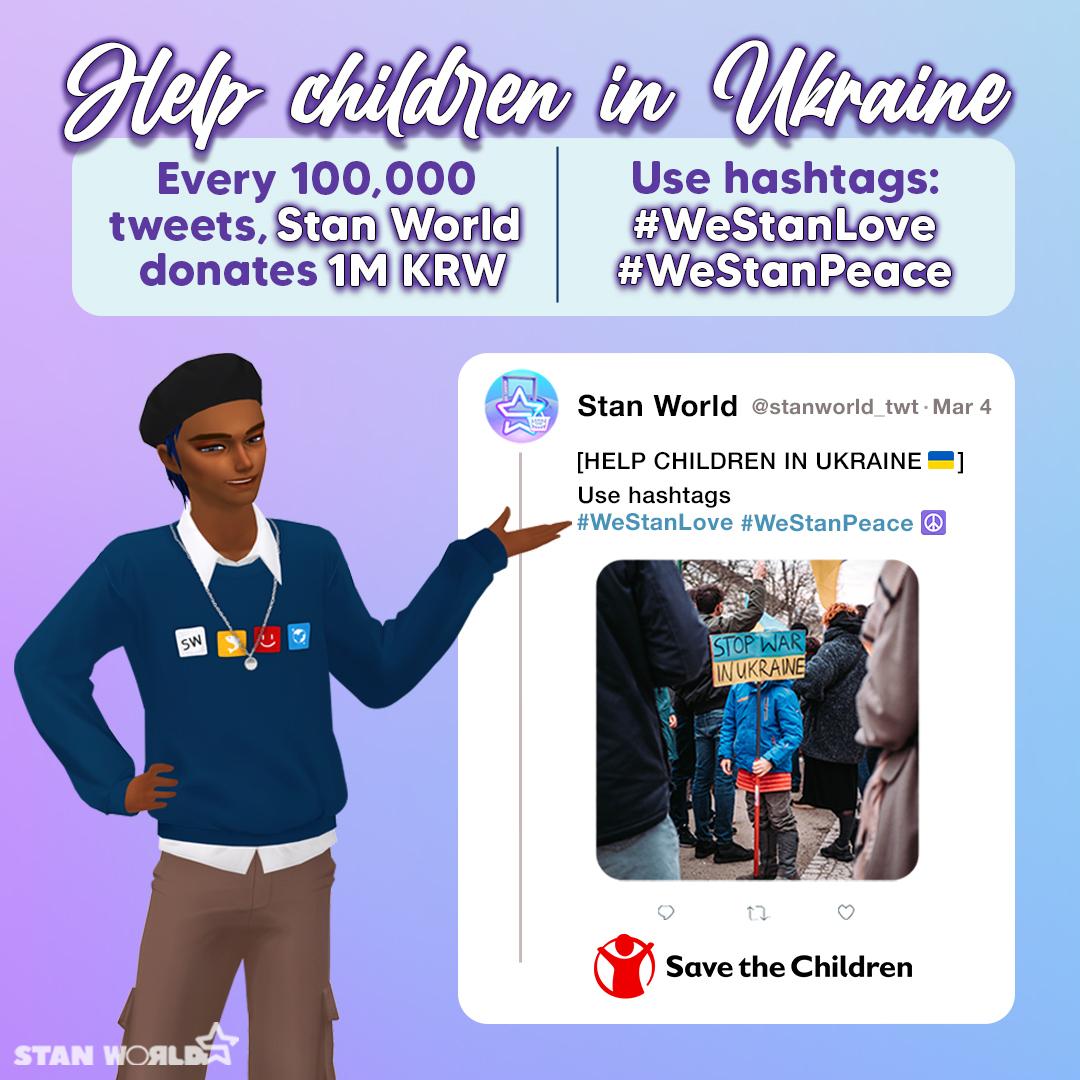 Help children in Ukraine
Every 100,000
tweets, Stan World
donates 1M KRW
Use hashtags:
#WeStanLove
#WeStanPeace
Stan World @stanworld_twt · Mar 4
[HELP CHILDREN IN UKRAINE 🇺🇦]
Use hashtags
#WeStanLove #WeStanPeace ☮
STOP WAR
IN UKRAINE
SW
Save the Children
STAN WORLD